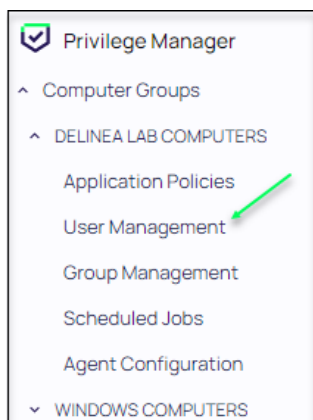 Privilege Manager
Computer Groups
DELINEA LAB COMPUTERS
Application Policies
User Management
Group Management
Scheduled Jobs
Agent Configuration
WINDOWS COMPUTERS